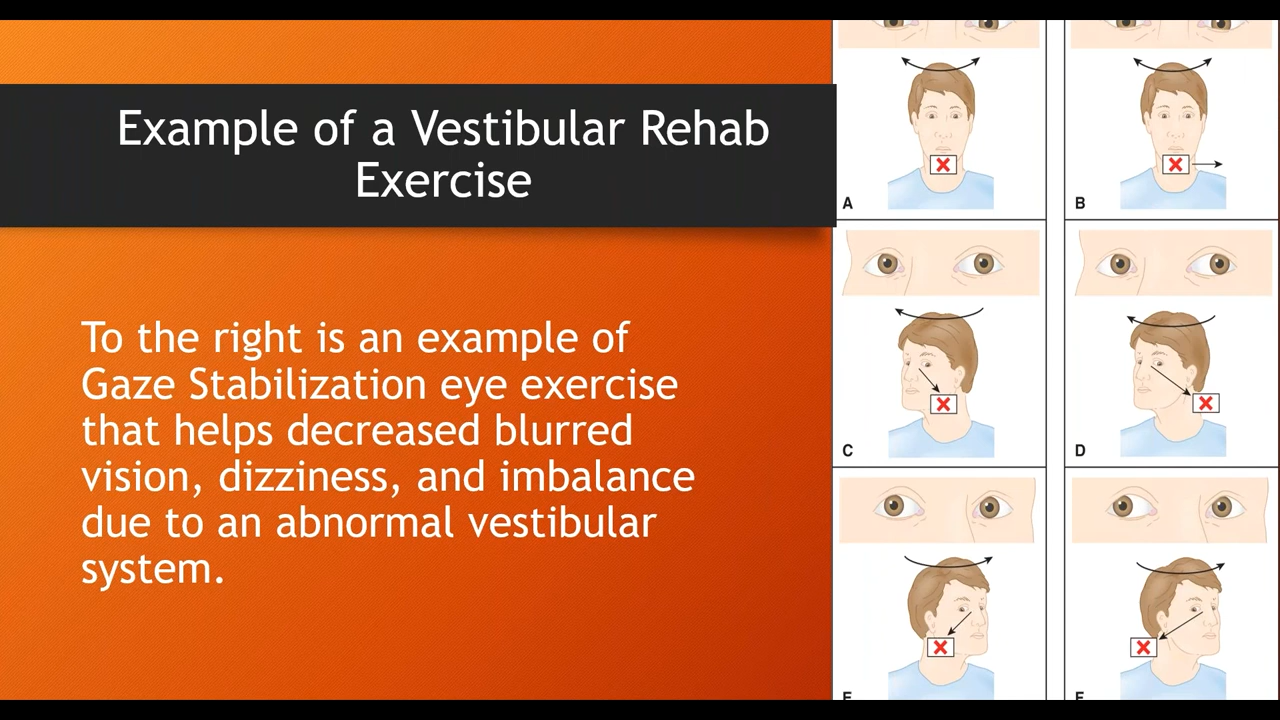 Example of a Vestibular Rehab
Exercise
To the right is an example of
Gaze Stabilization eye exercise
that helps decreased blurred
vision, dizziness, and imbalance
due to an abnormal vestibular
system.
A
B
C
D